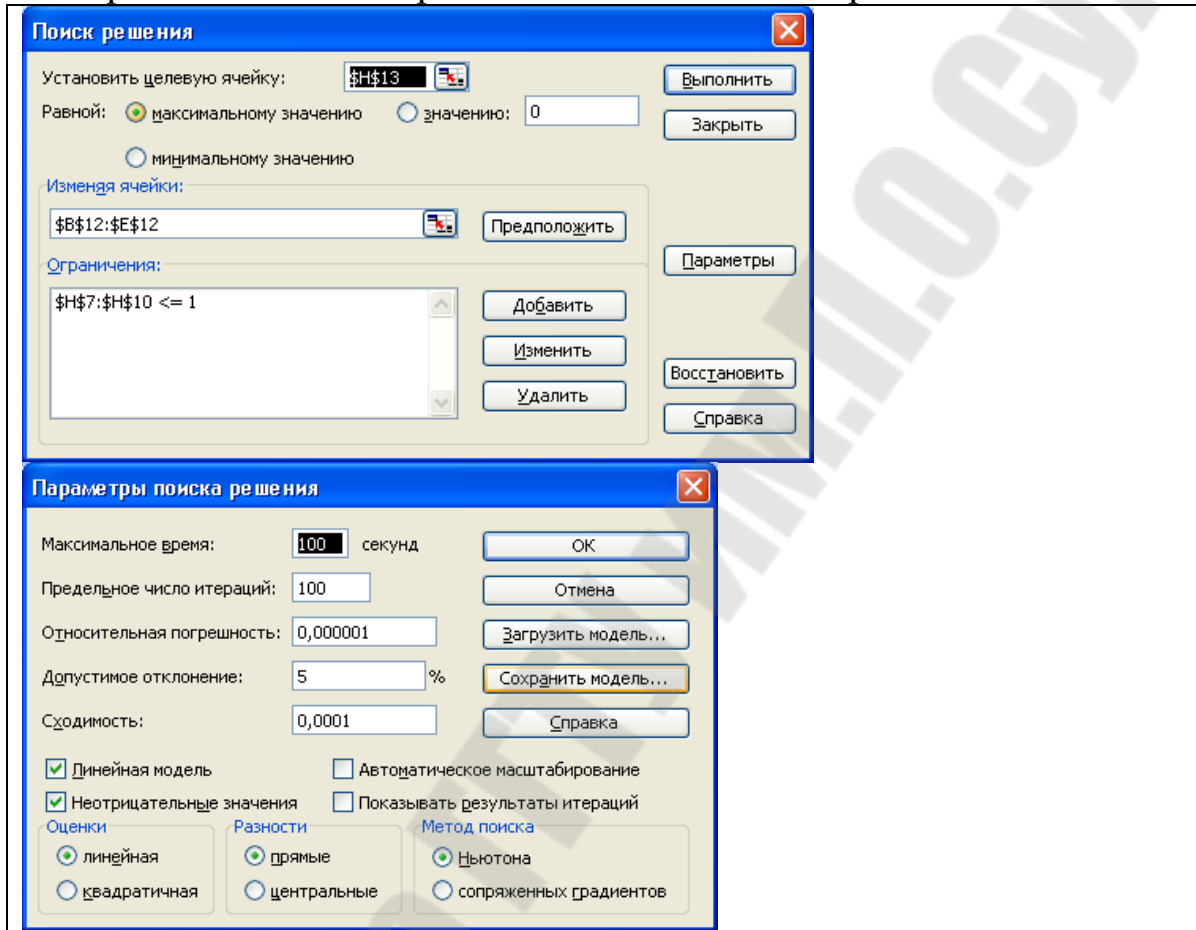 Поиск решения
Установить целевую ячейку: $H$13
Выполнить
Равной: максимальному значению значению: 0
Закрыть
минимальному значению
Изменяя ячейки:
$B$12:$E$12
Предположить
Параметры
Ограничения:
$H$7:$H$10 <= 1
Добавить
Изменить
Восстановить
Удалить
Справка
Параметры поиска решения
Максимальное время: 100 секунд
ОК
Предельное число итераций: 100
Отмена
Относительная погрешность: 0,000001
Загрузить модель...
Допустимое отклонение: 5 %
Сохранить модель...
Сходимость: 0,0001
Справка
Линейная модель
Автоматическое масштабирование
Неотрицательные значения
Показывать результаты итераций
Оценки
Разности
Метод поиска
линейная
прямые
Ньютона
квадратичная
центральные
сопряженных градиентов